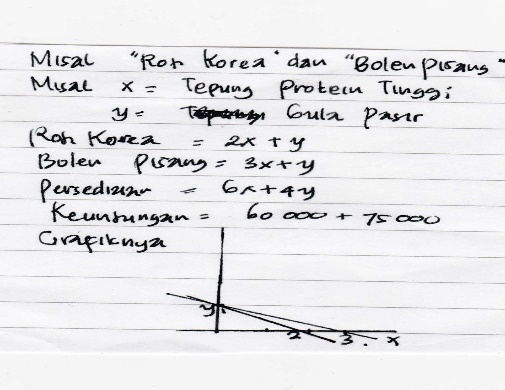 Misal "Roti Korea" dan "Bolen pisang"
Misal x = Tepung Protein Tinggi
y = Gula Pasir
Roti Korea = 2x + y
Bolen pisang = 3x + y
Persediaan = 6x + 4y
Keuntungan = 60 000 + 75 000
Grafiknya
y
2 3. x